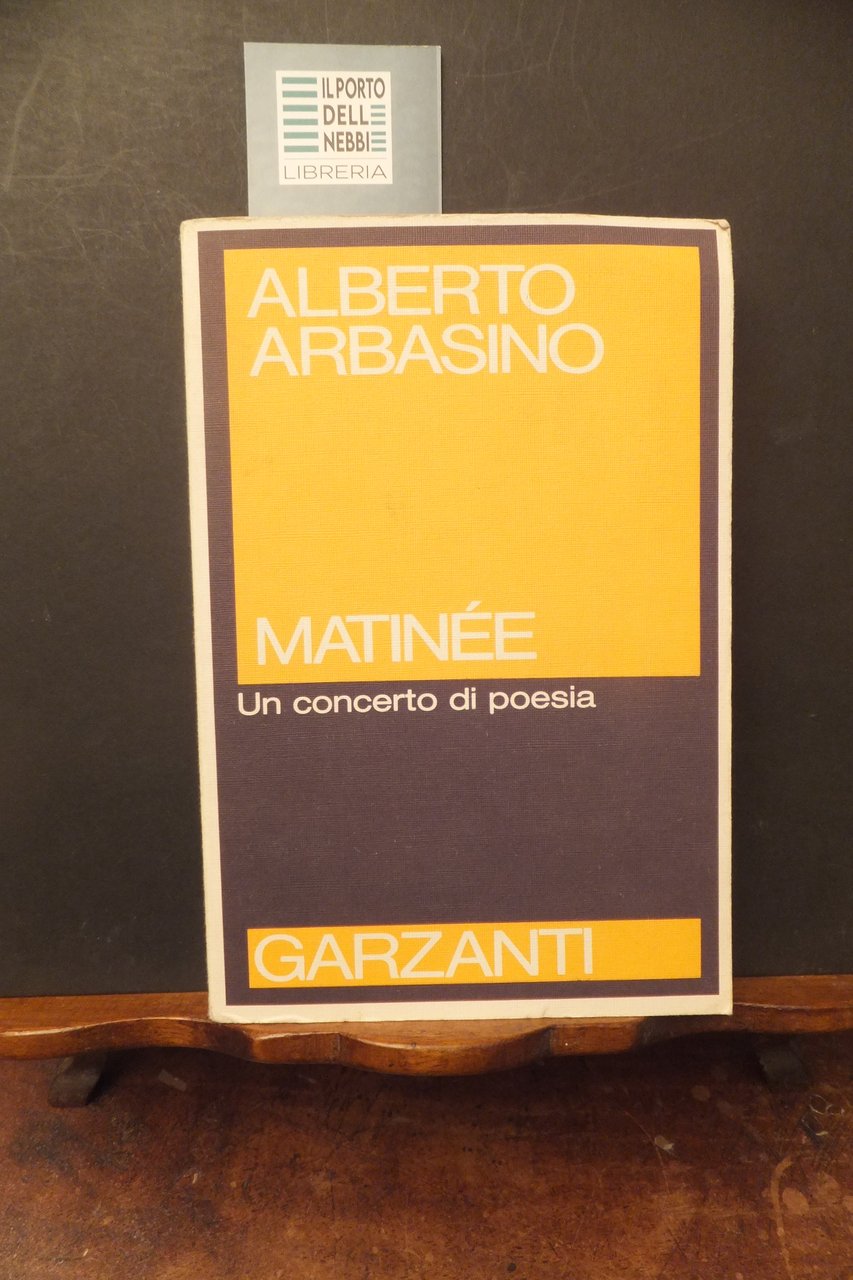 IL PORTO
DELL
NEBBI
LIBRERIA
ALBERTO
ARBASINO
MATINÉE
Un concerto di poesia
GARZANTI